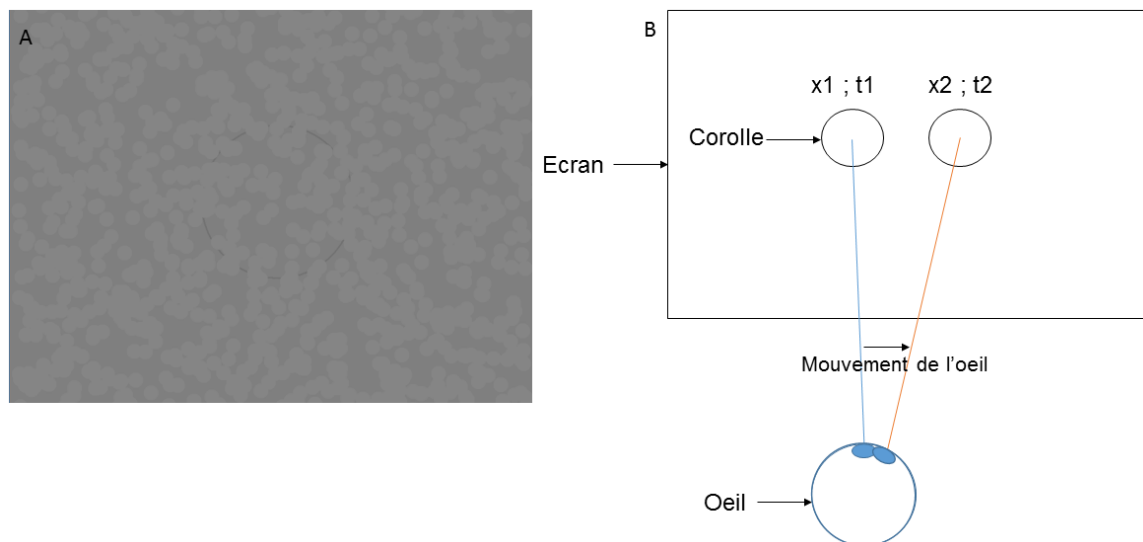 A
B
x1 ; t1
x2 ; t2
Corolle
Ecran
Mouvement de l'oeil
Oeil